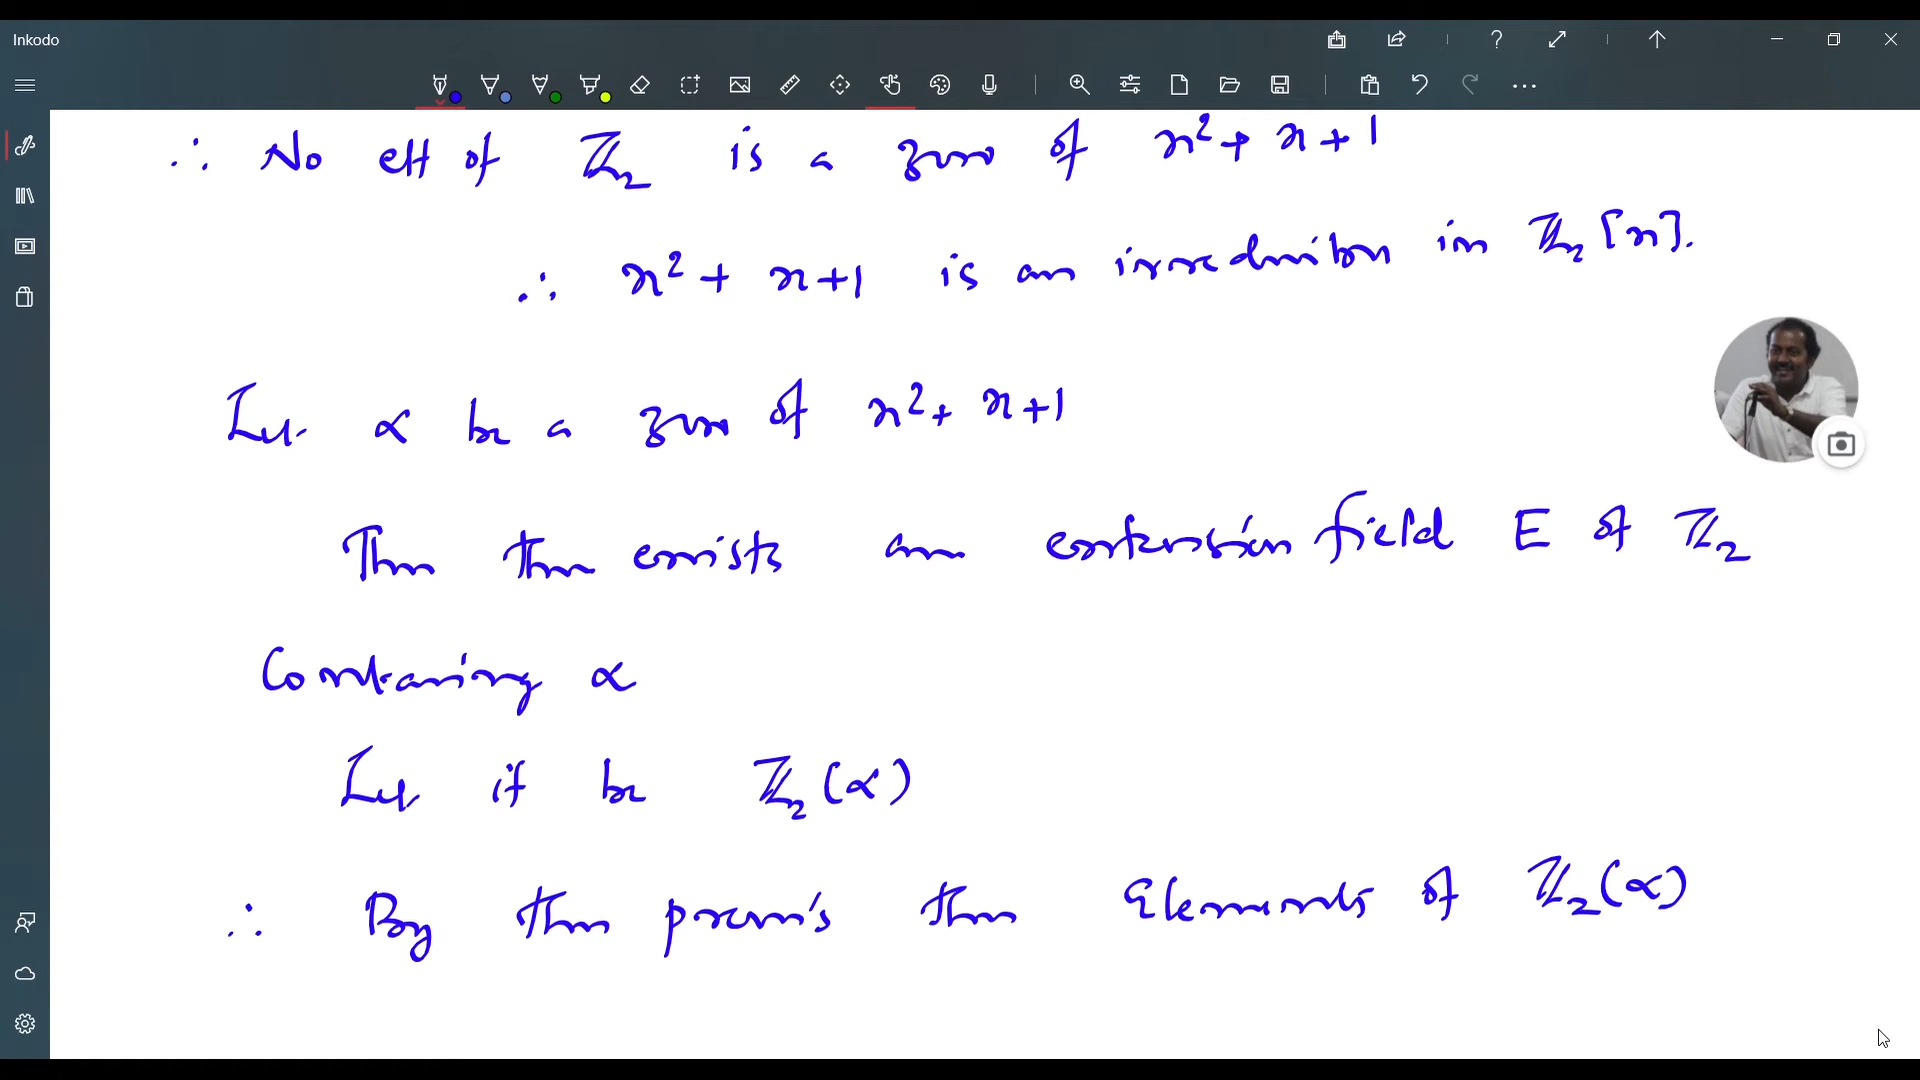 Inkodo
∴ No elt of ℤ₂ is a zero of x² + x + 1
∴ x² + x + 1 is an irreducible in ℤ₂[x].
Let α be a zero of x² + x + 1
Then there exists an extension field E of ℤ₂
Containing α
Let it be ℤ₂(α)
∴ By the previous thm Elements of ℤ₂(α)